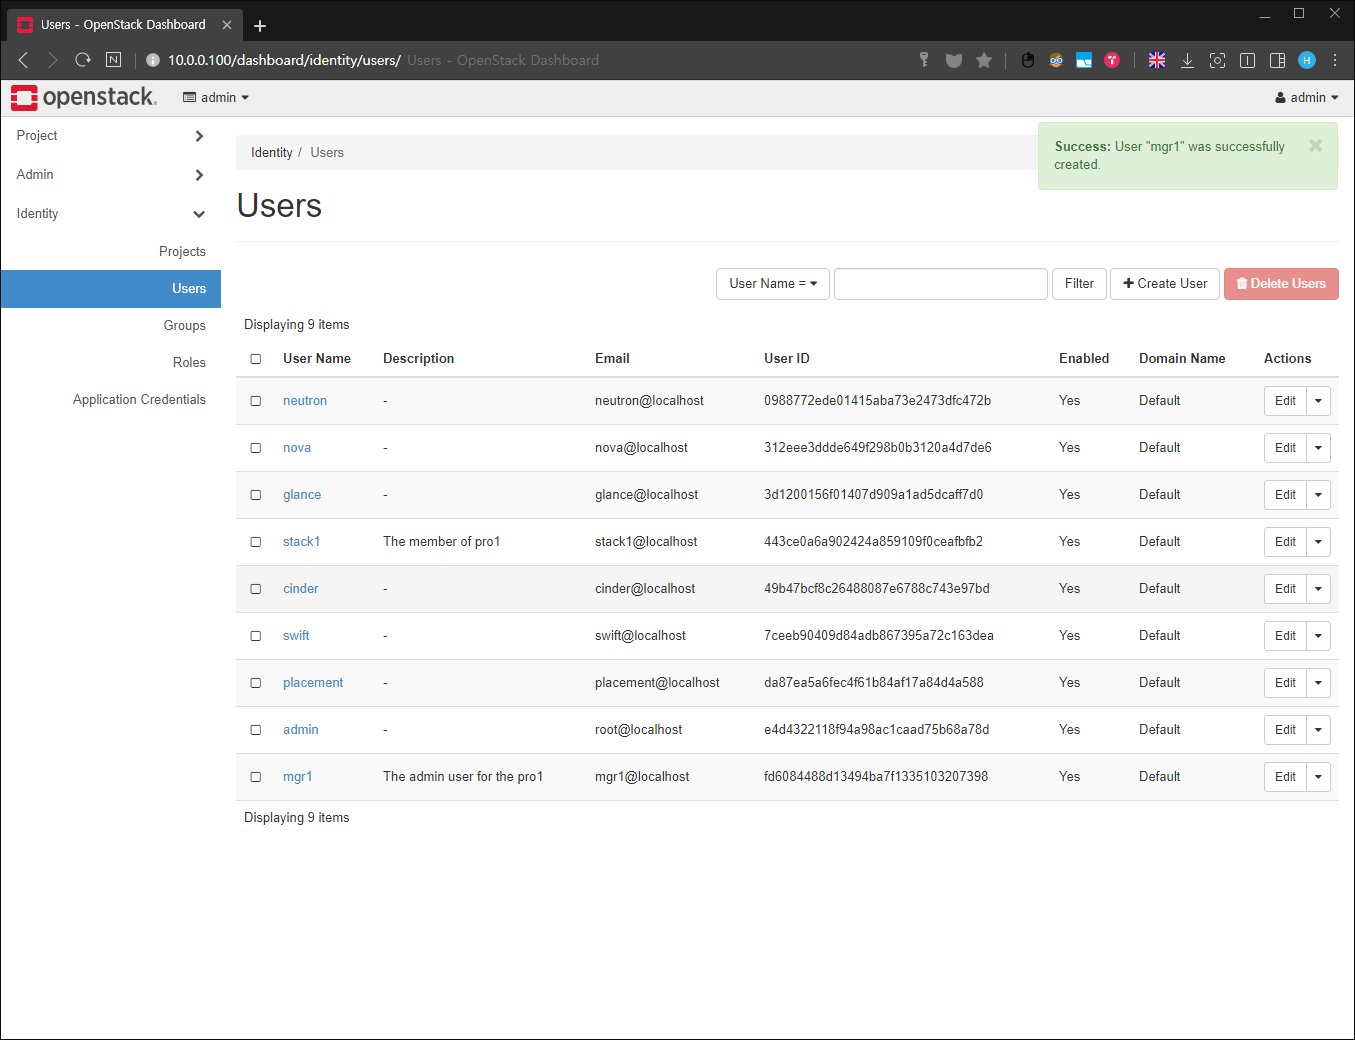 Users - OpenStack Dashboard
N
10.0.0.100/dashboard/identity/users/ Users - OpenStack Dashboard
H
openstack.
admin
admin
Project
Admin
Identity
Projects
Users
Groups
Roles
Application Credentials
Identity / Users
Success: User "mgr1" was successfully
created.
Users
User Name = Filter Create User Delete Users
Displaying 9 items
User Name Description Email User ID Enabled Domain Name Actions
neutron - neutron@localhost 0988772ede01415aba73e2473dfc472b Yes Default Edit
nova - nova@localhost 312eee3ddde649f298b0b3120a4d7de6 Yes Default Edit
glance - glance@localhost 3d1200156f01407d909a1ad5dcaff7d0 Yes Default Edit
stack1 The member of pro1 stack1@localhost 443ce0a6a902424a859109f0ceafbfb2 Yes Default Edit
cinder - cinder@localhost 49b47bcf8c26488087e6788c743e97bd Yes Default Edit
swift - swift@localhost 7ceeb90409d84adb867395a72c163dea Yes Default Edit
placement - placement@localhost da87ea5a6fec4f61b84af17a84d4a588 Yes Default Edit
admin - root@localhost e4d4322118f94a98ac1caad75b68a78d Yes Default Edit
mgr1 The admin user for the pro1 mgr1@localhost fd6084488d13494ba7f1335103207398 Yes Default Edit
Displaying 9 items